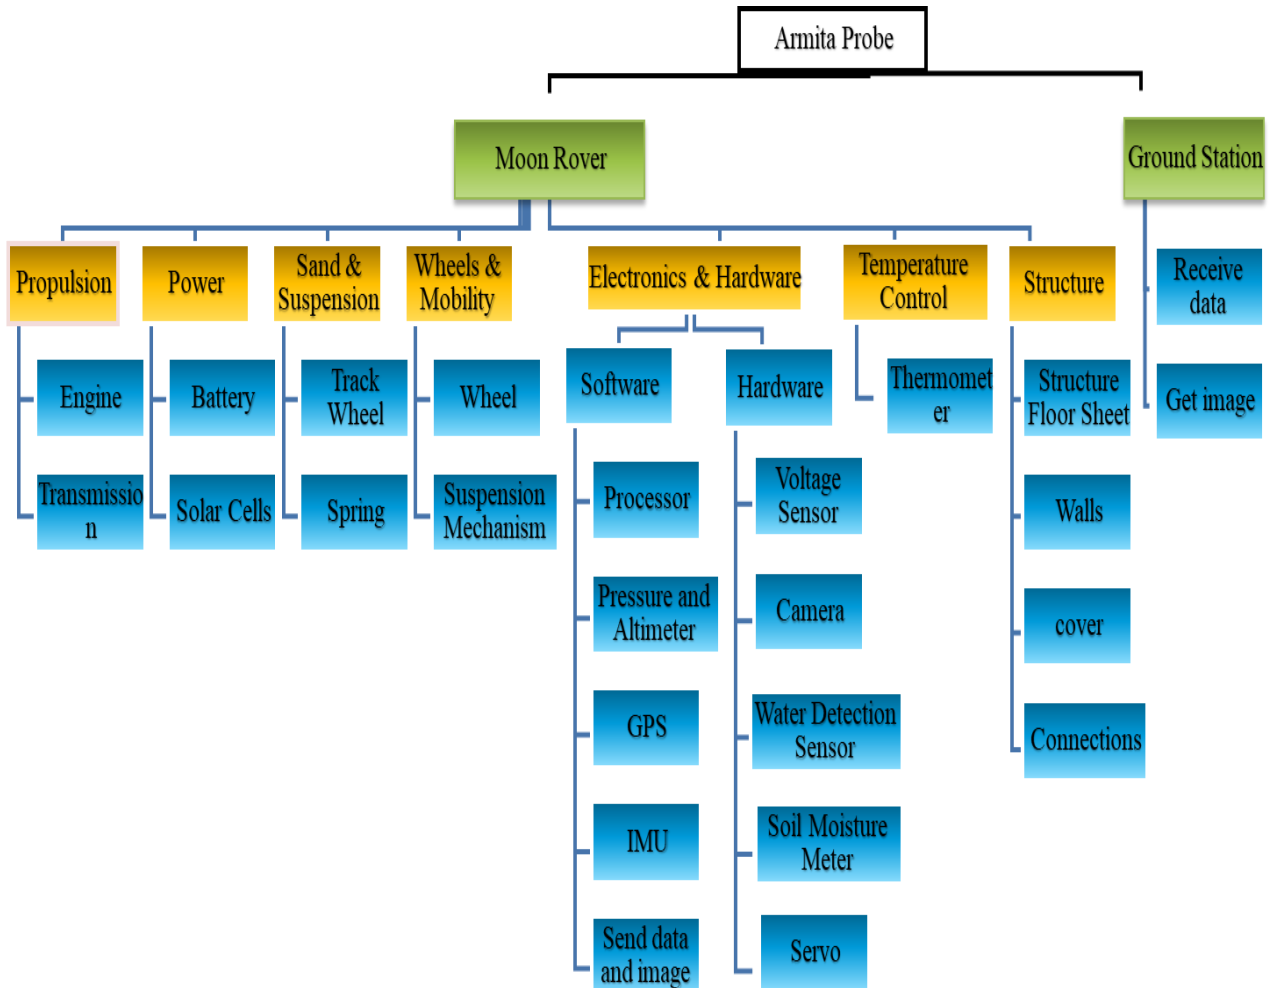 Armita Probe
Moon Rover
Ground Station
Propulsion
Power
Sand &
Suspension
Wheels &
Mobility
Electronics & Hardware
Temperature
Control
Structure
Receive
data
Get image
Engine
Transmissio
n
Battery
Solar Cells
Track
Wheel
Spring
Wheel
Suspension
Mechanism
Software
Processor
Pressure and
Altimeter
GPS
IMU
Send data
and image
Hardware
Voltage
Sensor
Camera
Water Detection
Sensor
Soil Moisture
Meter
Servo
Thermomet
er
Structure
Floor Sheet
Walls
cover
Connections